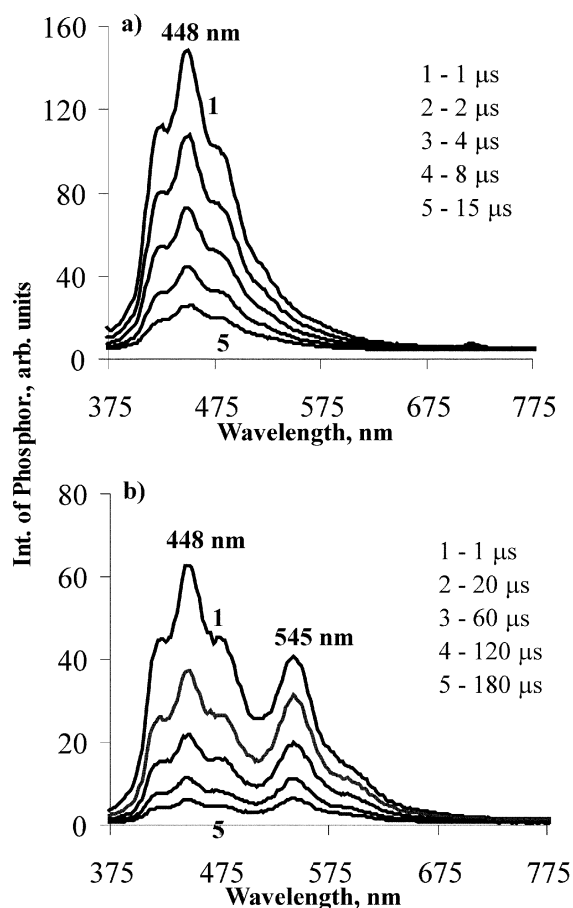 Int. of Phosphor., arb. units
a)
448 nm
160
120
80
40
0
1
5
1 - 1 μs
2 - 2 μs
3 - 4 μs
4 - 8 μs
5 - 15 μs
375 475 575 675 775
Wavelength, nm
b)
448 nm
545 nm
80
60
40
20
0
1
5
1 - 1 μs
2 - 20 μs
3 - 60 μs
4 - 120 μs
5 - 180 μs
375 475 575 675 775
Wavelength, nm